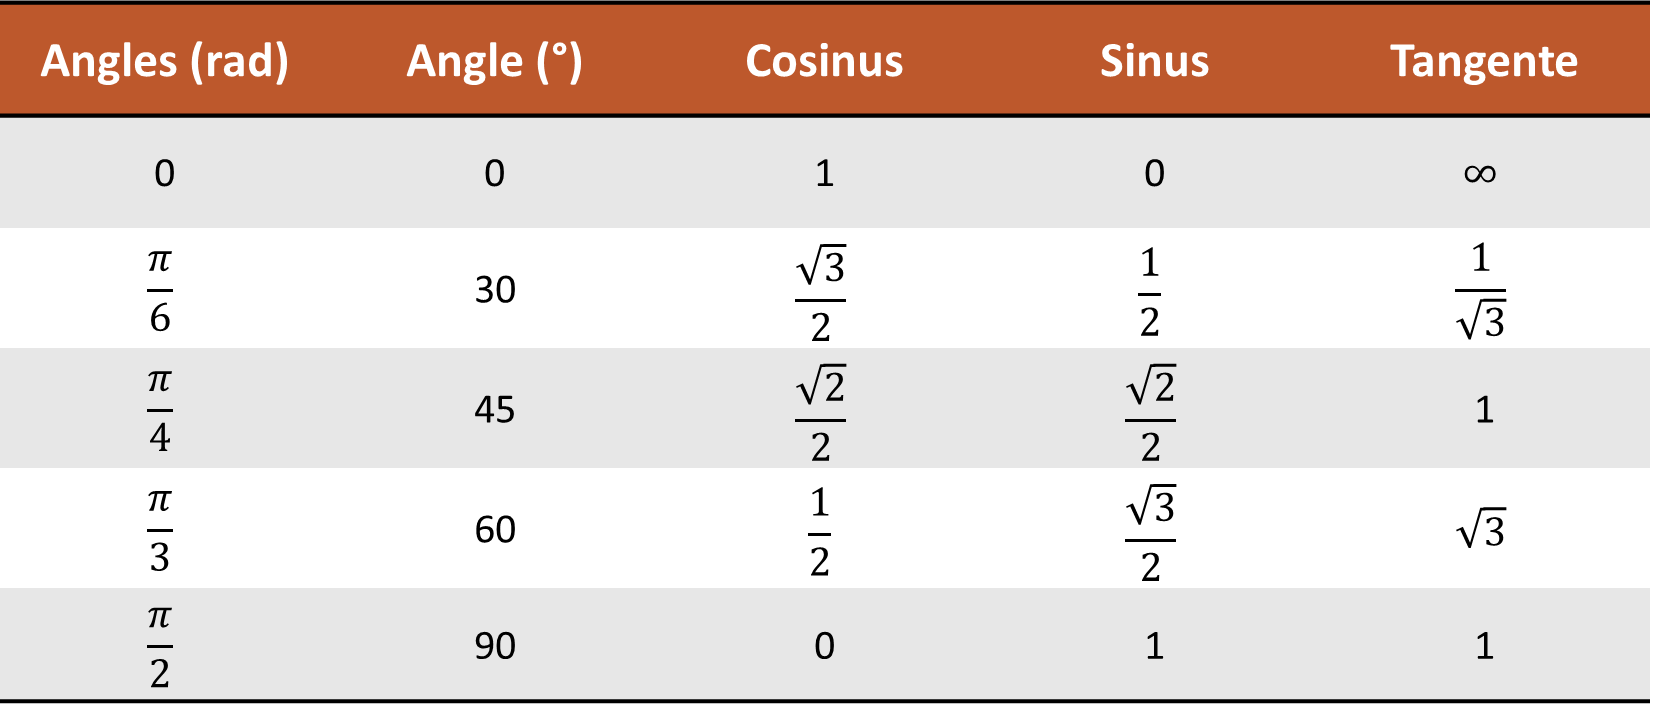 Angles (rad) Angle (°) Cosinus Sinus Tangente
0 0 1 0 ∞
π/6 30 √3/2 1/2 1/√3
π/4 45 √2/2 √2/2 1
π/3 60 1/2 √3/2 √3
π/2 90 0 1 1